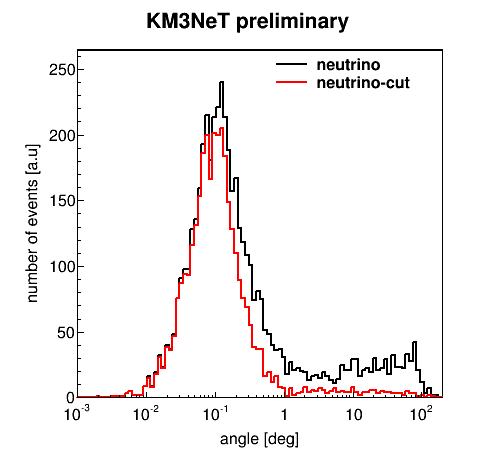 KM3NeT preliminary
neutrino
neutrino-cut
number of events [a.u]
250
200
150
100
50
0
10⁻³ 10⁻² 10⁻¹ 1 10 10²
angle [deg]